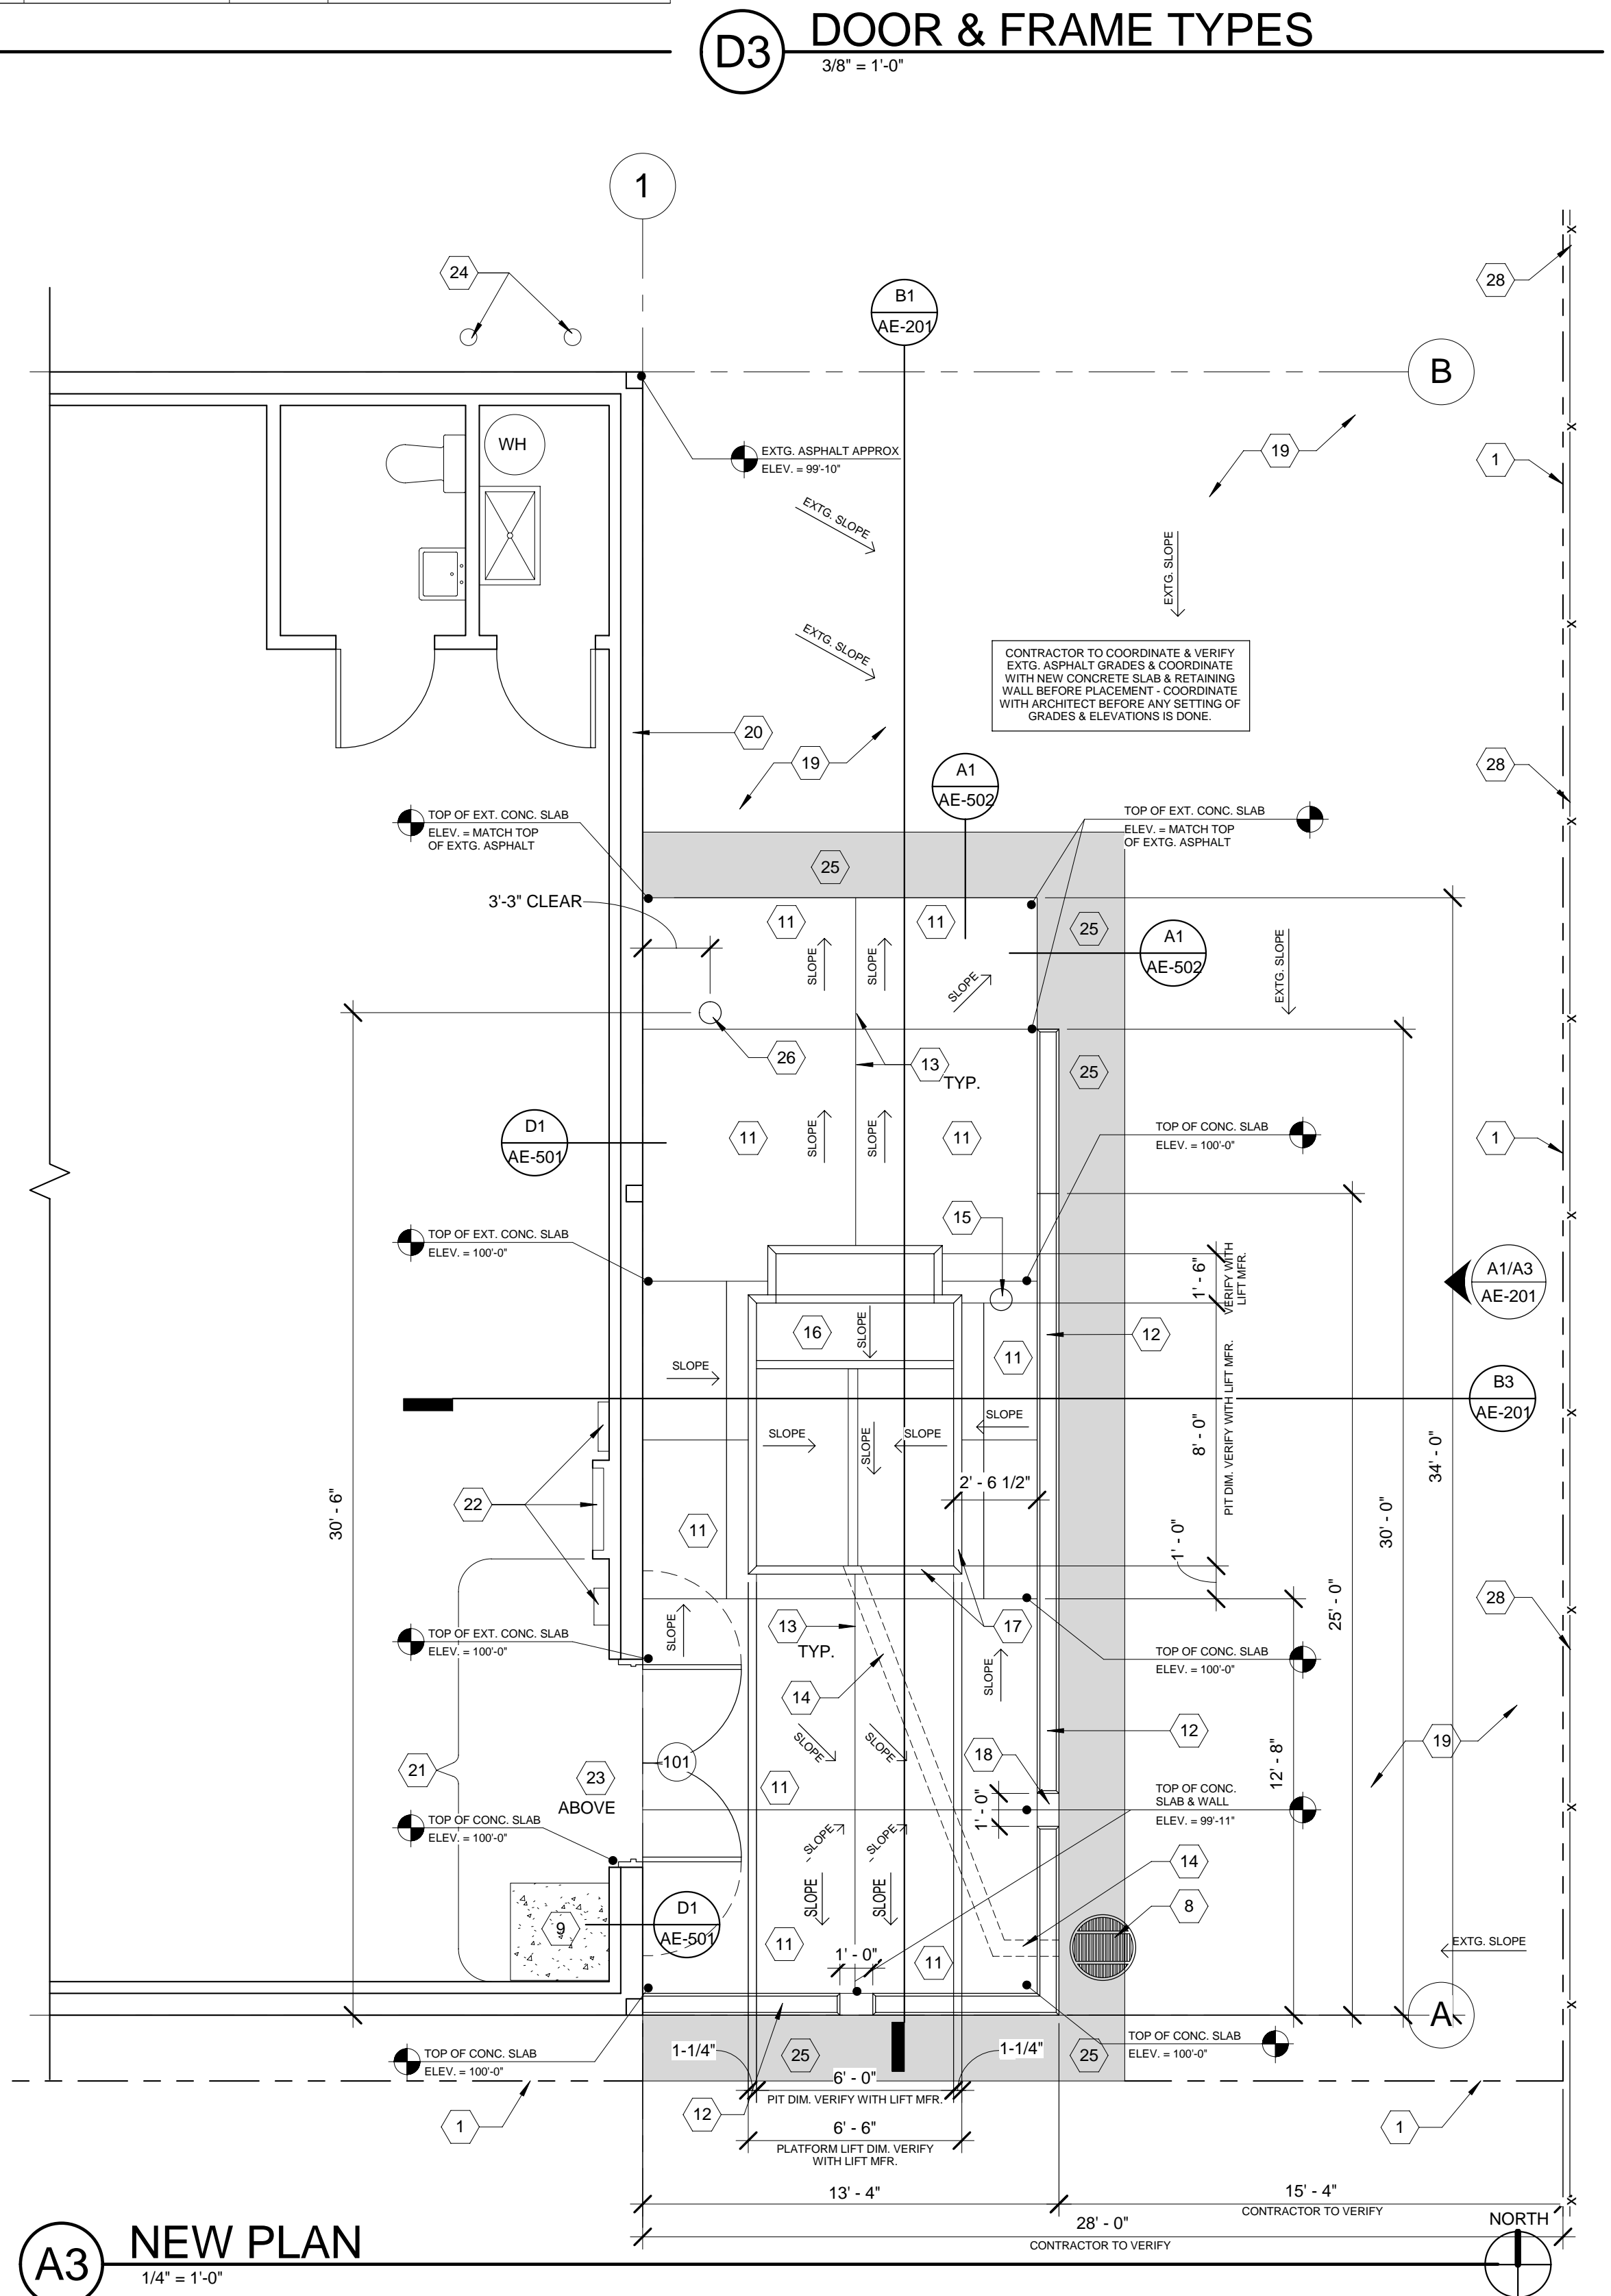 D3
DOOR & FRAME TYPES
3/8" = 1'-0"
1
24
28
B1
AE-201
B
WH
EXTG. ASPHALT APPROX
ELEV. = 99'-10"
19
1
EXTG. SLOPE
EXTG. SLOPE
EXTG. SLOPE
CONTRACTOR TO COORDINATE & VERIFY
EXTG. ASPHALT GRADES & COORDINATE
WITH NEW CONCRETE SLAB & RETAINING
WALL BEFORE PLACEMENT - COORDINATE
WITH ARCHITECT BEFORE ANY SETTING OF
GRADES & ELEVATIONS IS DONE.
20
19
28
A1
AE-502
TOP OF EXT. CONC. SLAB
ELEV. = MATCH TOP
OF EXTG. ASPHALT
TOP OF EXT. CONC. SLAB
ELEV. = MATCH TOP
OF EXTG. ASPHALT
25
3'-3" CLEAR
11
11
25
A1
AE-502
SLOPE
SLOPE
SLOPE
EXTG. SLOPE
26
13
TYP.
25
D1
AE-501
11
SLOPE
SLOPE
11
TOP OF CONC. SLAB
ELEV. = 100'-0"
1
15
TOP OF EXT. CONC. SLAB
ELEV. = 100'-0"
1' - 6"
VERIFY WITH
LIFT MFR.
A1/A3
AE-201
16
SLOPE
11
12
SLOPE
B3
AE-201
SLOPE
SLOPE
SLOPE
SLOPE
8' - 0"
PIT DIM. VERIFY WITH LIFT MFR.
34' - 0"
2' - 6 1/2"
30' - 6"
22
11
30' - 0"
1' - 0"
25' - 0"
28
TOP OF EXT. CONC. SLAB
ELEV. = 100'-0"
SLOPE
13
TYP.
17
TOP OF CONC. SLAB
ELEV. = 100'-0"
14
SLOPE
SLOPE
SLOPE
12
19
18
12' - 8"
21
23
ABOVE
101
11
1' - 0"
TOP OF CONC.
SLAB & WALL
ELEV. = 99'-11"
TOP OF CONC. SLAB
ELEV. = 100'-0"
SLOPE
SLOPE
14
SLOPE
SLOPE
8
9
D1
AE-501
11
1' - 0"
11
EXTG. SLOPE
A
TOP OF CONC. SLAB
ELEV. = 100'-0"
1-1/4"
25
1-1/4"
25
TOP OF CONC. SLAB
ELEV. = 100'-0"
6' - 0"
PIT DIM. VERIFY WITH LIFT MFR.
1
12
1
6' - 6"
PLATFORM LIFT DIM. VERIFY
WITH LIFT MFR.
13' - 4"
15' - 4"
CONTRACTOR TO VERIFY
28' - 0"
CONTRACTOR TO VERIFY
NORTH
A3
NEW PLAN
1/4" = 1'-0"